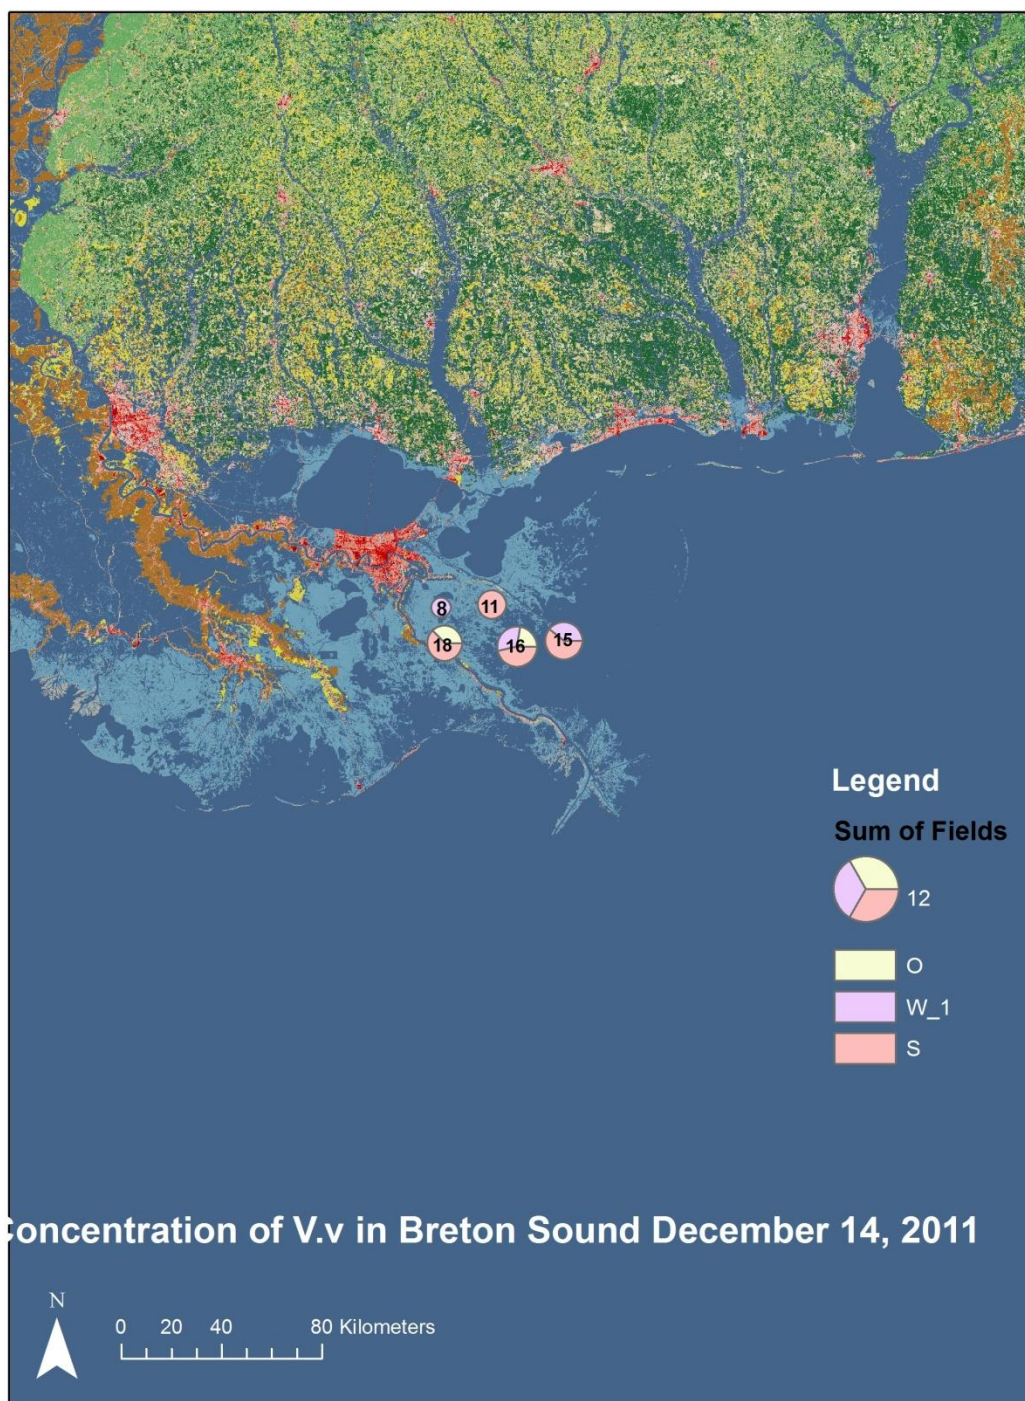 8
11
18
16
15
Legend
Sum of Fields
12
O
W_1
S
Concentration of V.v in Breton Sound December 14, 2011
N
0 20 40 80 Kilometers